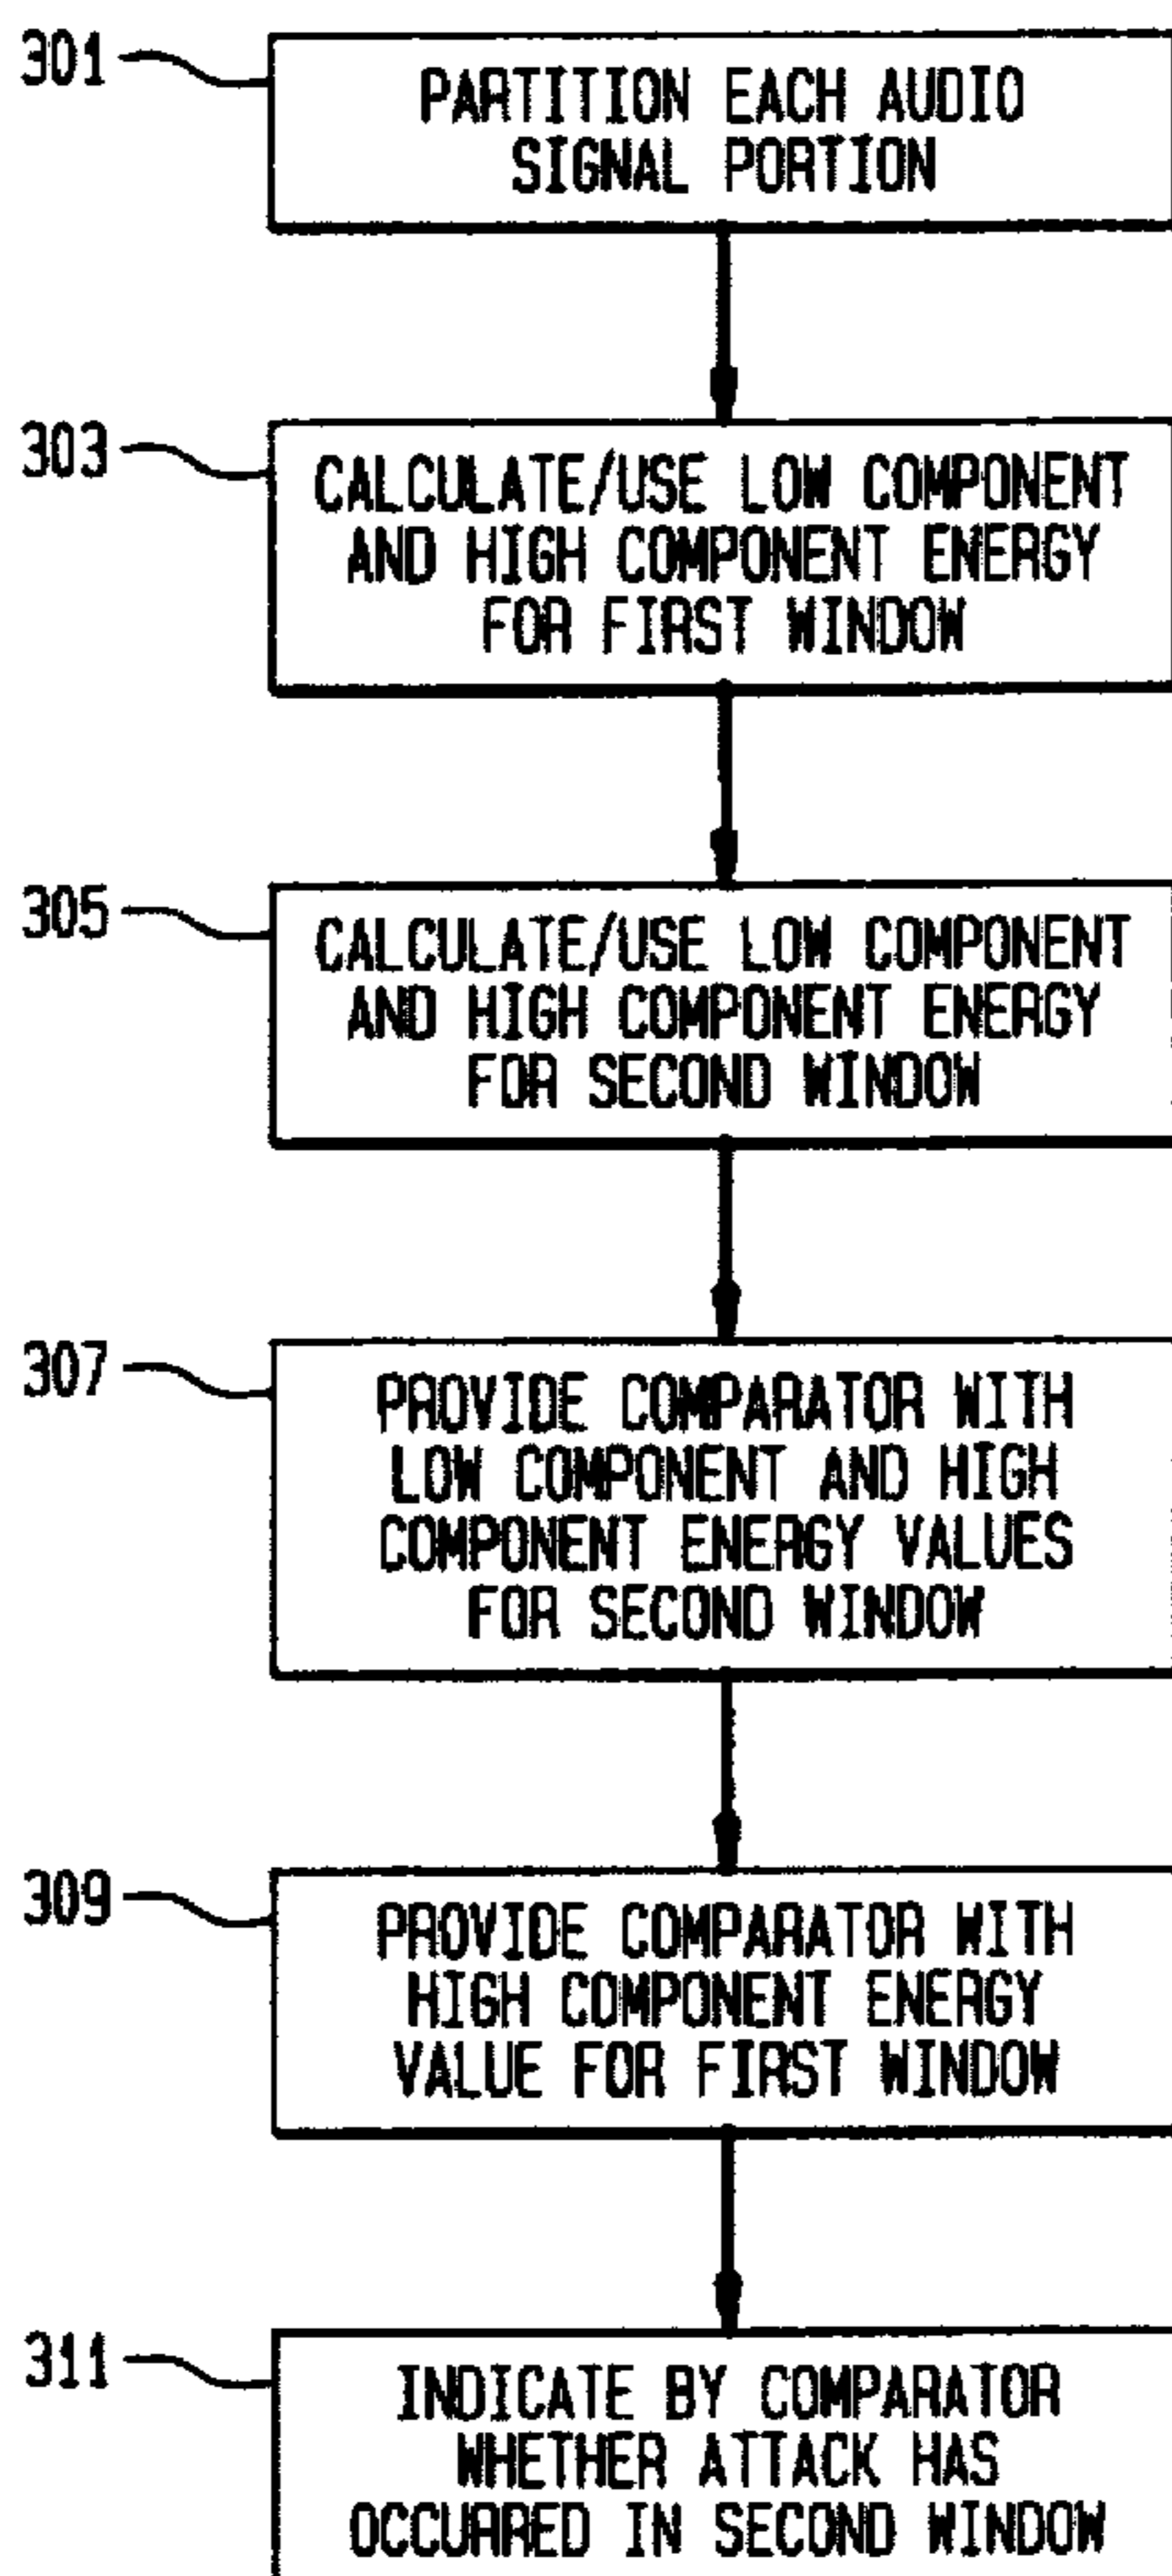 301
PARTITION EACH AUDIO
SIGNAL PORTION
303
CALCULATE/USE LOW COMPONENT
AND HIGH COMPONENT ENERGY
FOR FIRST WINDOW
305
CALCULATE/USE LOW COMPONENT
AND HIGH COMPONENT ENERGY
FOR SECOND WINDOW
307
PROVIDE COMPARATOR WITH
LOW COMPONENT AND HIGH
COMPONENT ENERGY VALUES
FOR SECOND WINDOW
309
PROVIDE COMPARATOR WITH
HIGH COMPONENT ENERGY
VALUE FOR FIRST WINDOW
311
INDICATE BY COMPARATOR
WHETHER ATTACK HAS
OCCURRED IN SECOND WINDOW